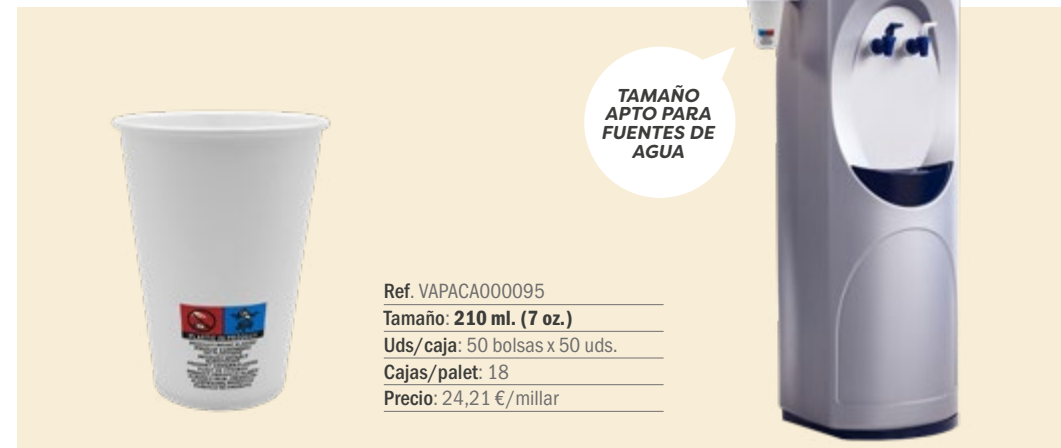 TAMAÑO
APTO PARA
FUENTES DE
AGUA
Ref. VAPACA000095
Tamaño: 210 ml. (7 oz.)
Uds/caja: 50 bolsas x 50 uds.
Cajas/palet: 18
Precio: 24,21 €/millar